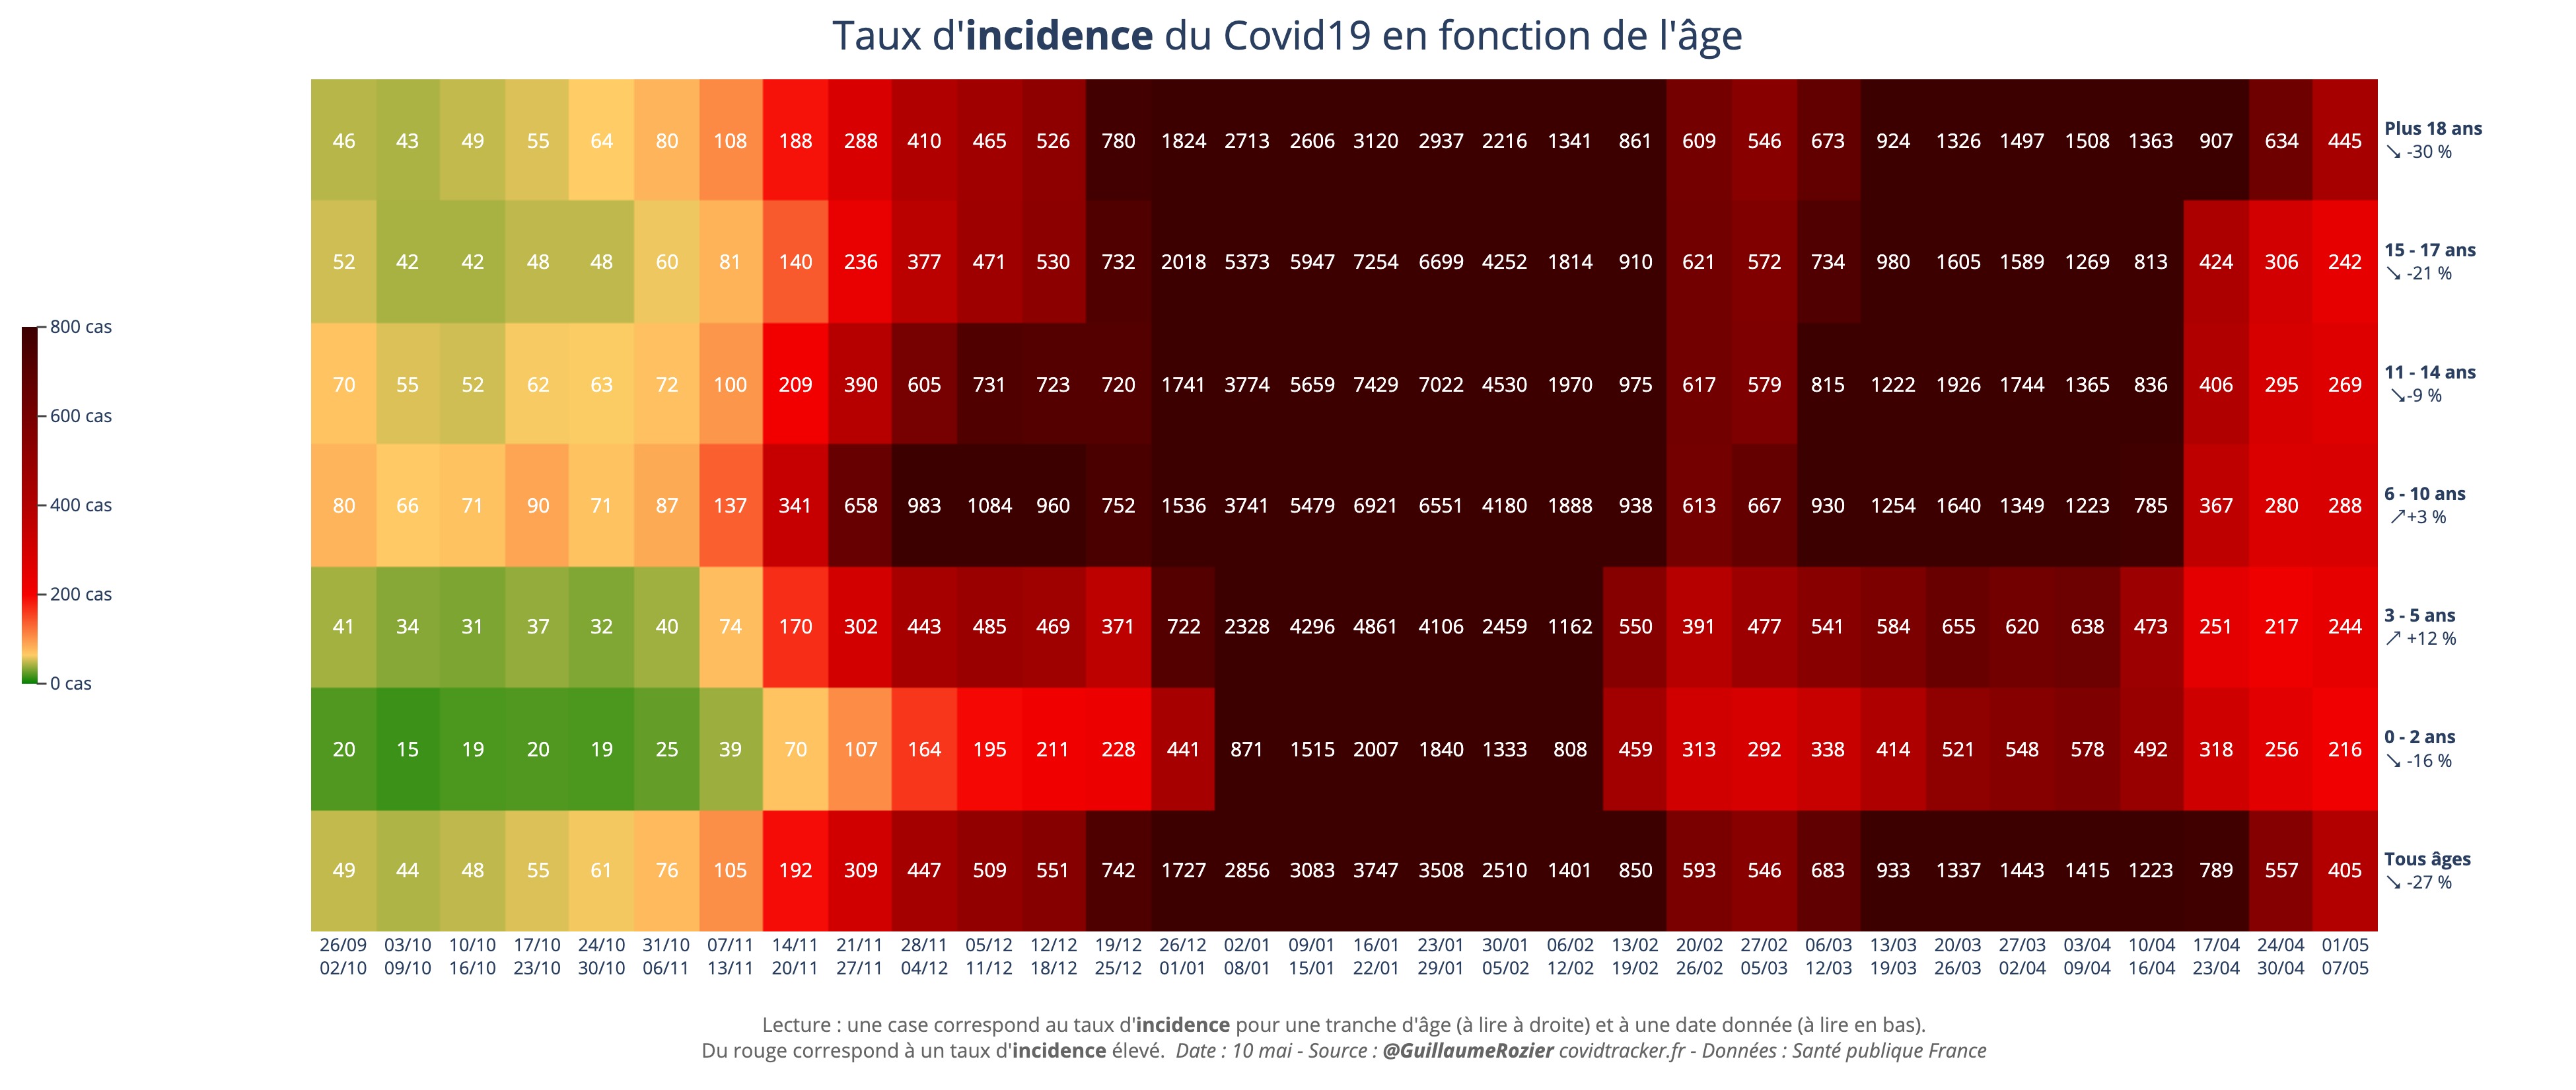 Taux d'incidence du Covid19 en fonction de l'âge
46 43 49 55 64 80 108 188 288 410 465 526 780 1824 2713 2606 3120 2937 2216 1341 861 609 546 673 924 1326 1497 1508 1363 907 634 445 Plus 18 ans
↘ -30 %
52 42 42 48 48 60 81 140 236 377 471 530 732 2018 5373 5947 7254 6699 4252 1814 910 621 572 734 980 1605 1589 1269 813 424 306 242 15 - 17 ans
↘ -21 %
800 cas
70 55 52 62 63 72 100 209 390 605 731 723 720 1741 3774 5659 7429 7022 4530 1970 975 617 579 815 1222 1926 1744 1365 836 406 295 269 11 - 14 ans
↘-9 %
600 cas
80 66 71 90 71 87 137 341 658 983 1084 960 752 1536 3741 5479 6921 6551 4180 1888 938 613 667 930 1254 1640 1349 1223 785 367 280 288 6 - 10 ans
↗+3 %
400 cas
200 cas
41 34 31 37 32 40 74 170 302 443 485 469 371 722 2328 4296 4861 4106 2459 1162 550 391 477 541 584 655 620 638 473 251 217 244 3 - 5 ans
↗ +12 %
0 cas
20 15 19 20 19 25 39 70 107 164 195 211 228 441 871 1515 2007 1840 1333 808 459 313 292 338 414 521 548 578 492 318 256 216 0 - 2 ans
↘ -16 %
49 44 48 55 61 76 105 192 309 447 509 551 742 1727 2856 3083 3747 3508 2510 1401 850 593 546 683 933 1337 1443 1415 1223 789 557 405 Tous âges
↘ -27 %
26/09 03/10 10/10 17/10 24/10 31/10 07/11 14/11 21/11 28/11 05/12 12/12 19/12 26/12 02/01 09/01 16/01 23/01 30/01 06/02 13/02 20/02 27/02 06/03 13/03 20/03 27/03 03/04 10/04 17/04 24/04 01/05
02/10 09/10 16/10 23/10 30/10 06/11 13/11 20/11 27/11 04/12 11/12 18/12 25/12 01/01 08/01 15/01 22/01 29/01 05/02 12/02 19/02 26/02 05/03 12/03 19/03 26/03 02/04 09/04 16/04 23/04 30/04 07/05
Lecture : une case correspond au taux d'incidence pour une tranche d'âge (à lire à droite) et à une date donnée (à lire en bas).
Du rouge correspond à un taux d'incidence élevé. Date : 10 mai - Source : @GuillaumeRozier covidtracker.fr - Données : Santé publique France